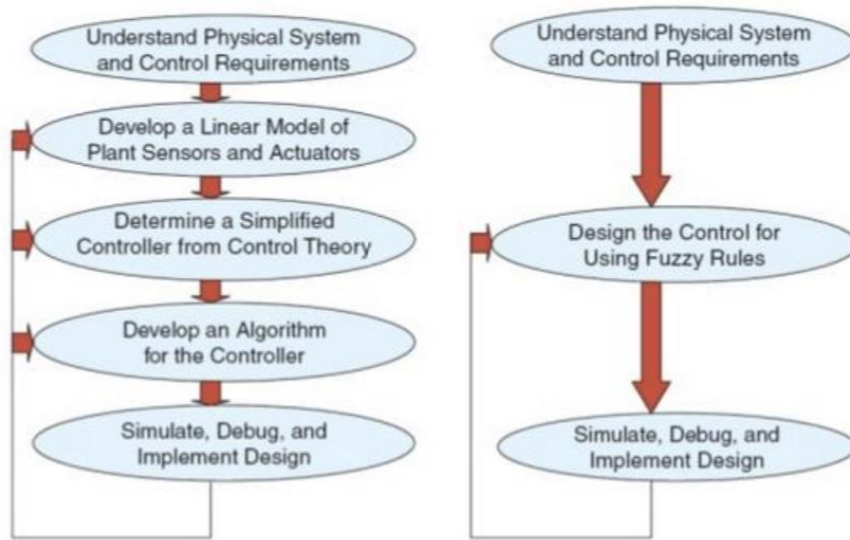 Understand Physical System
and Control Requirements
Develop a Linear Model of
Plant Sensors and Actuators
Determine a Simplified
Controller from Control Theory
Develop an Algorithm
for the Controller
Simulate, Debug, and
Implement Design
Understand Physical System
and Control Requirements
Design the Control for
Using Fuzzy Rules
Simulate, Debug, and
Implement Design